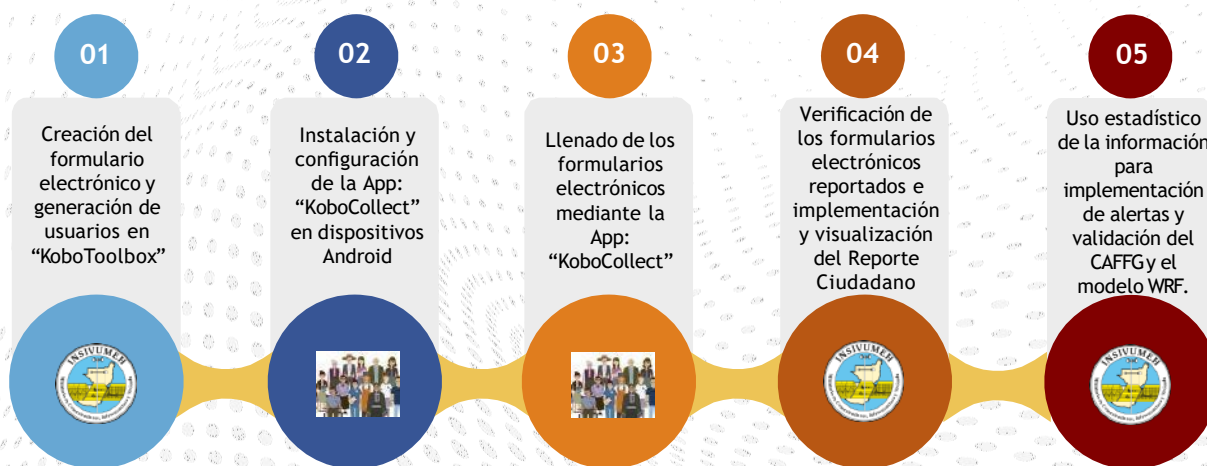 01
Creación del
formulario
electrónico y
generación de
usuarios en
“KoboToolbox”
INSIVUMEH
02
Instalación y
configuración
de la App:
“KoboCollect”
en dispositivos
Android
03
Llenado de los
formularios
electrónicos
mediante la
App:
“KoboCollect”
04
Verificación de
los formularios
electrónicos
reportados e
implementación
y visualización
del Reporte
Ciudadano
INSIVUMEH
05
Uso estadístico
de la información
para
implementación
de alertas y
validación del
CAFFG y el
modelo WRF.
INSIVUMEH